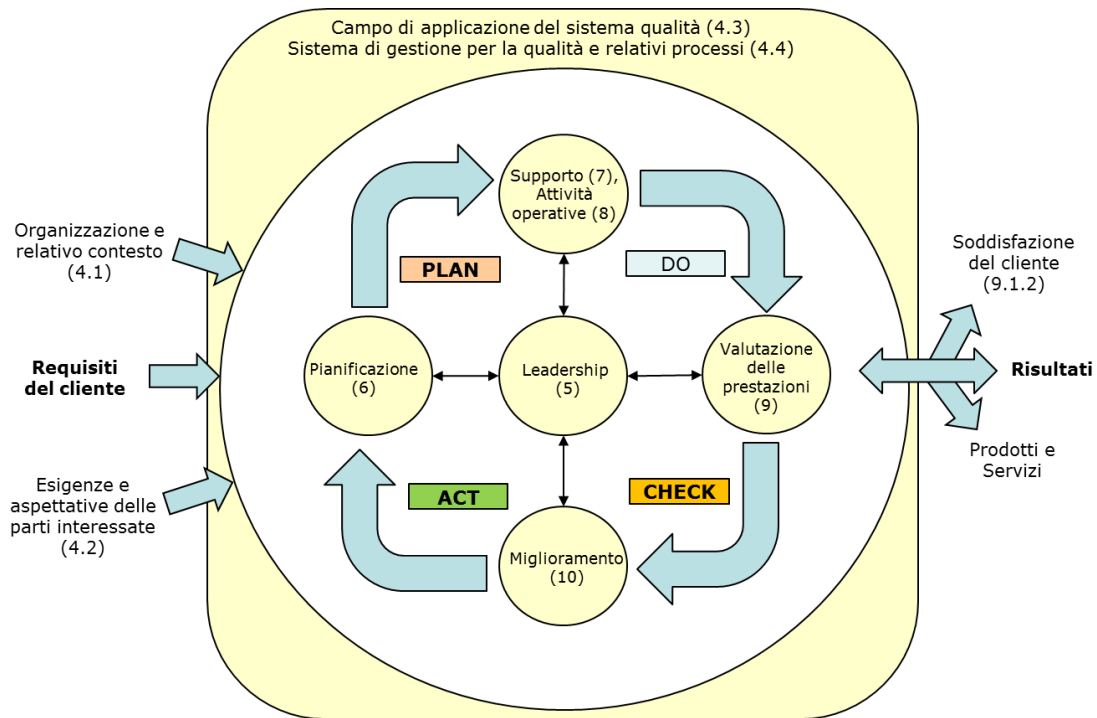 Campo di applicazione del sistema qualità (4.3)
Sistema di gestione per la qualità e relativi processi (4.4)
Supporto (7),
Attività
operative (8)
Organizzazione e
relativo contesto
(4.1)
PLAN
DO
Soddisfazione
del cliente
(9.1.2)
Requisiti
del cliente
Pianificazione
(6)
Leadership
(5)
Valutazione
delle
prestazioni
(9)
Risultati
Esigenze e
aspettative delle
parti interessate
(4.2)
ACT
CHECK
Prodotti e
Servizi
Miglioramento
(10)